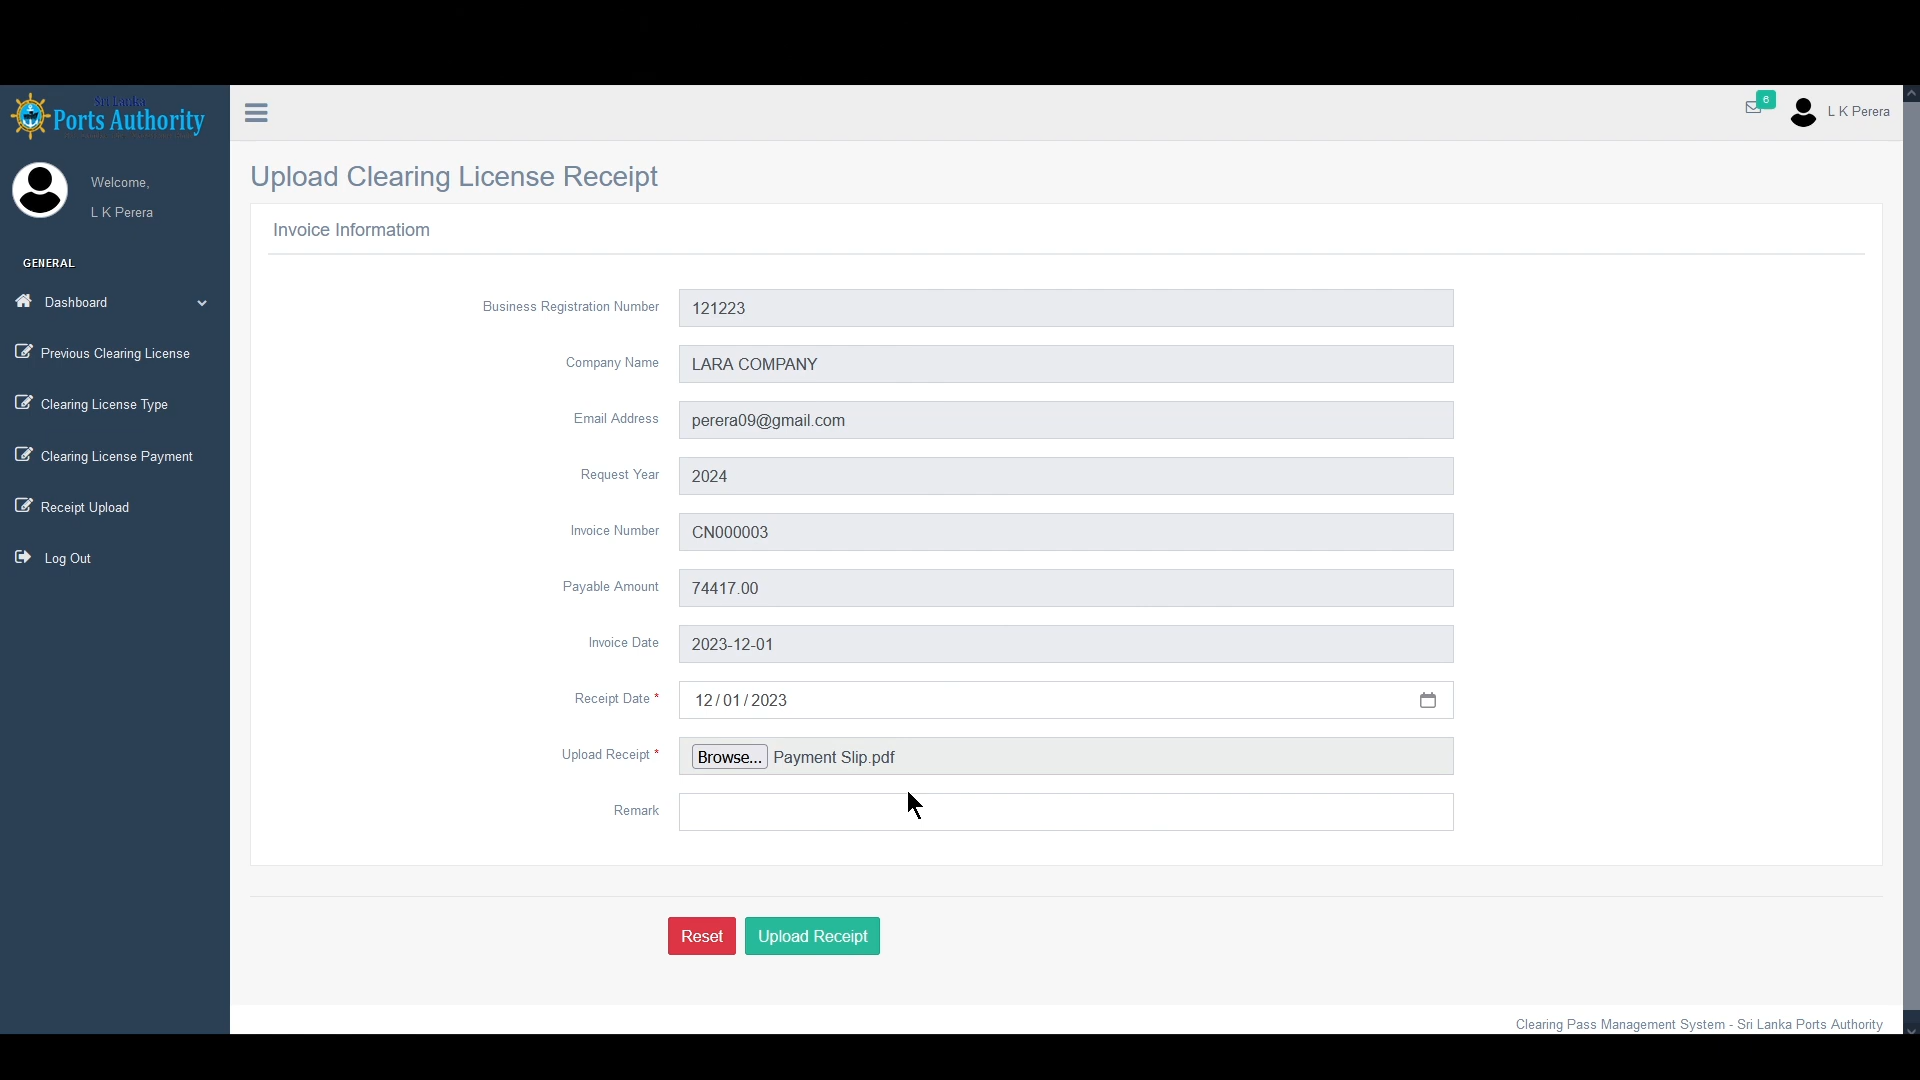 Sri Lanka
Ports Authority
6
L K Perera
Welcome,
L K Perera
GENERAL
Dashboard
Previous Clearing License
Clearing License Type
Clearing License Payment
Receipt Upload
Log Out
Upload Clearing License Receipt
Invoice Informatiom
Business Registration Number 121223
Company Name LARA COMPANY
Email Address perera09@gmail.com
Request Year 2024
Invoice Number CN000003
Payable Amount 74417.00
Invoice Date 2023-12-01
Receipt Date * 12/01/2023
Upload Receipt * Browse... Payment Slip.pdf
Remark
Reset Upload Receipt
Clearing Pass Management System - Sri Lanka Ports Authority